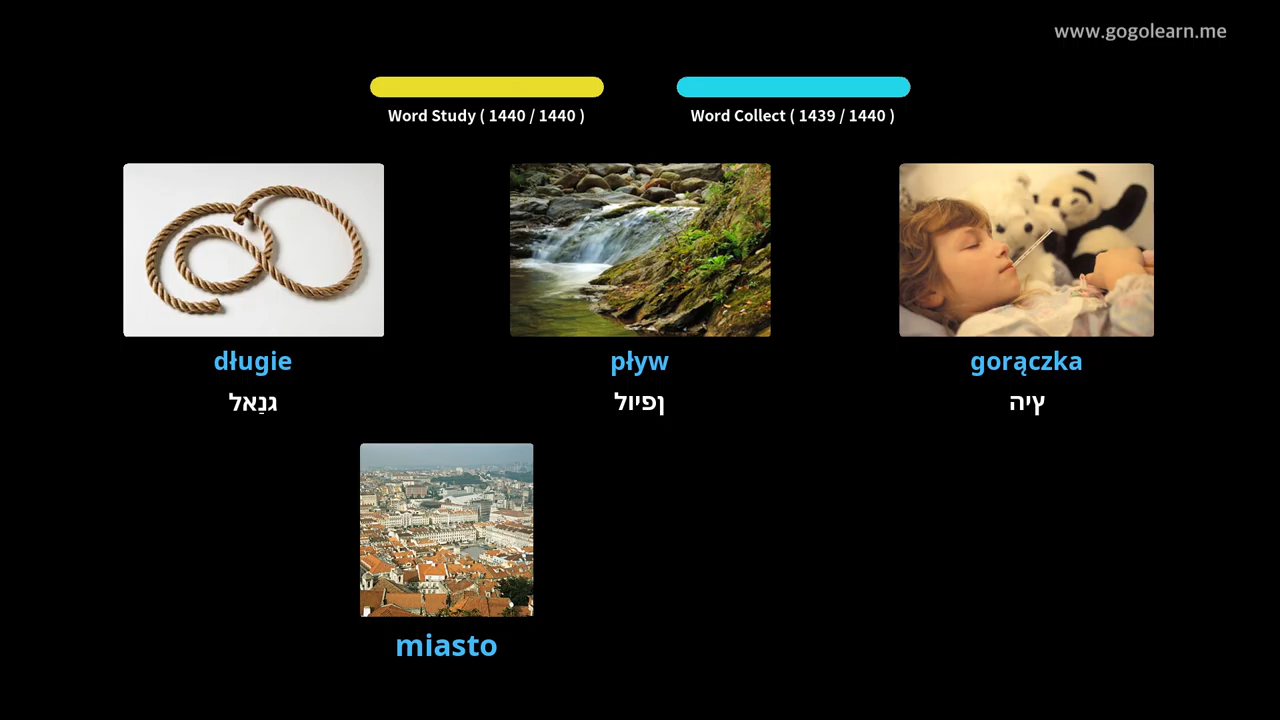 www.gogolearn.me
Word Study ( 1440 / 1440 )
Word Collect ( 1439 / 1440 )
długie
גנַאל
pływ
ןפיול
gorączka
ץיה
miasto